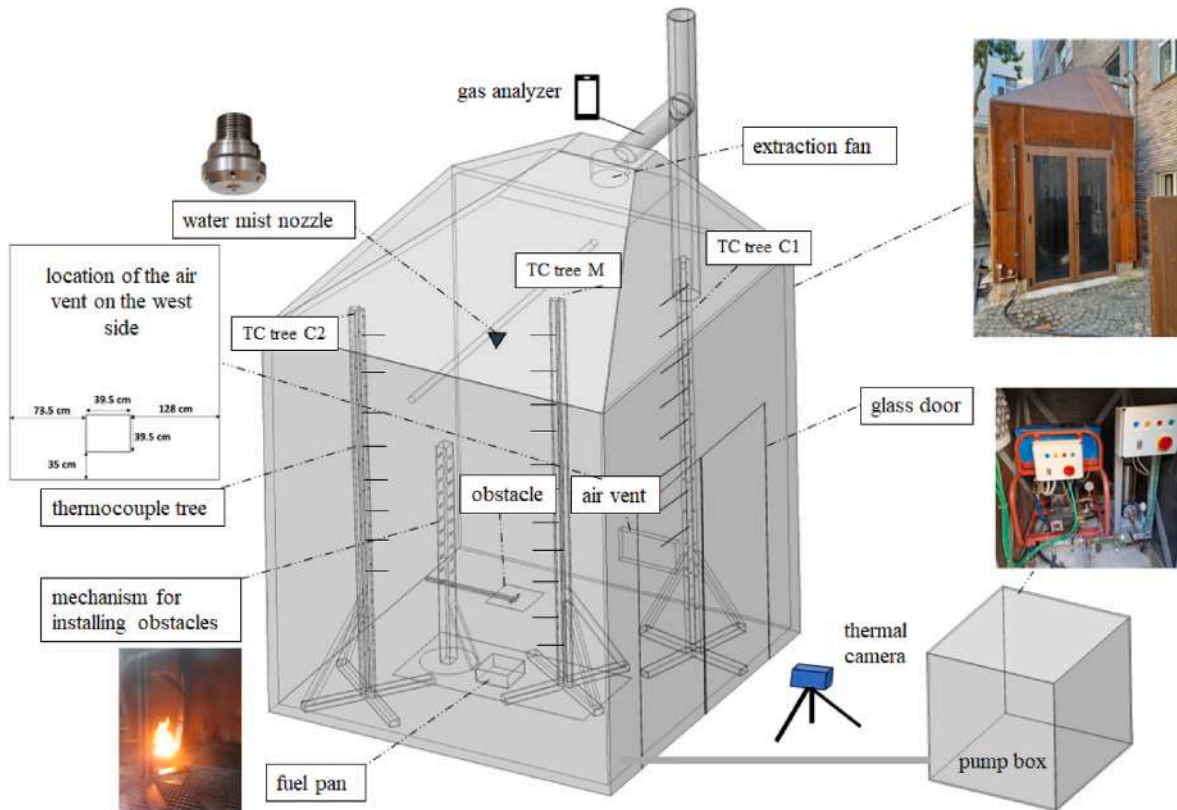 gas analyzer
extraction fan
water mist nozzle
TC tree C1
TC tree M
TC tree C2
location of the air
vent on the west
side
39.5 cm
73.5 cm
128 cm
39.5 cm
35 cm
glass door
obstacle
air vent
thermocouple tree
mechanism for
installing obstacles
thermal
camera
fuel pan
pump box